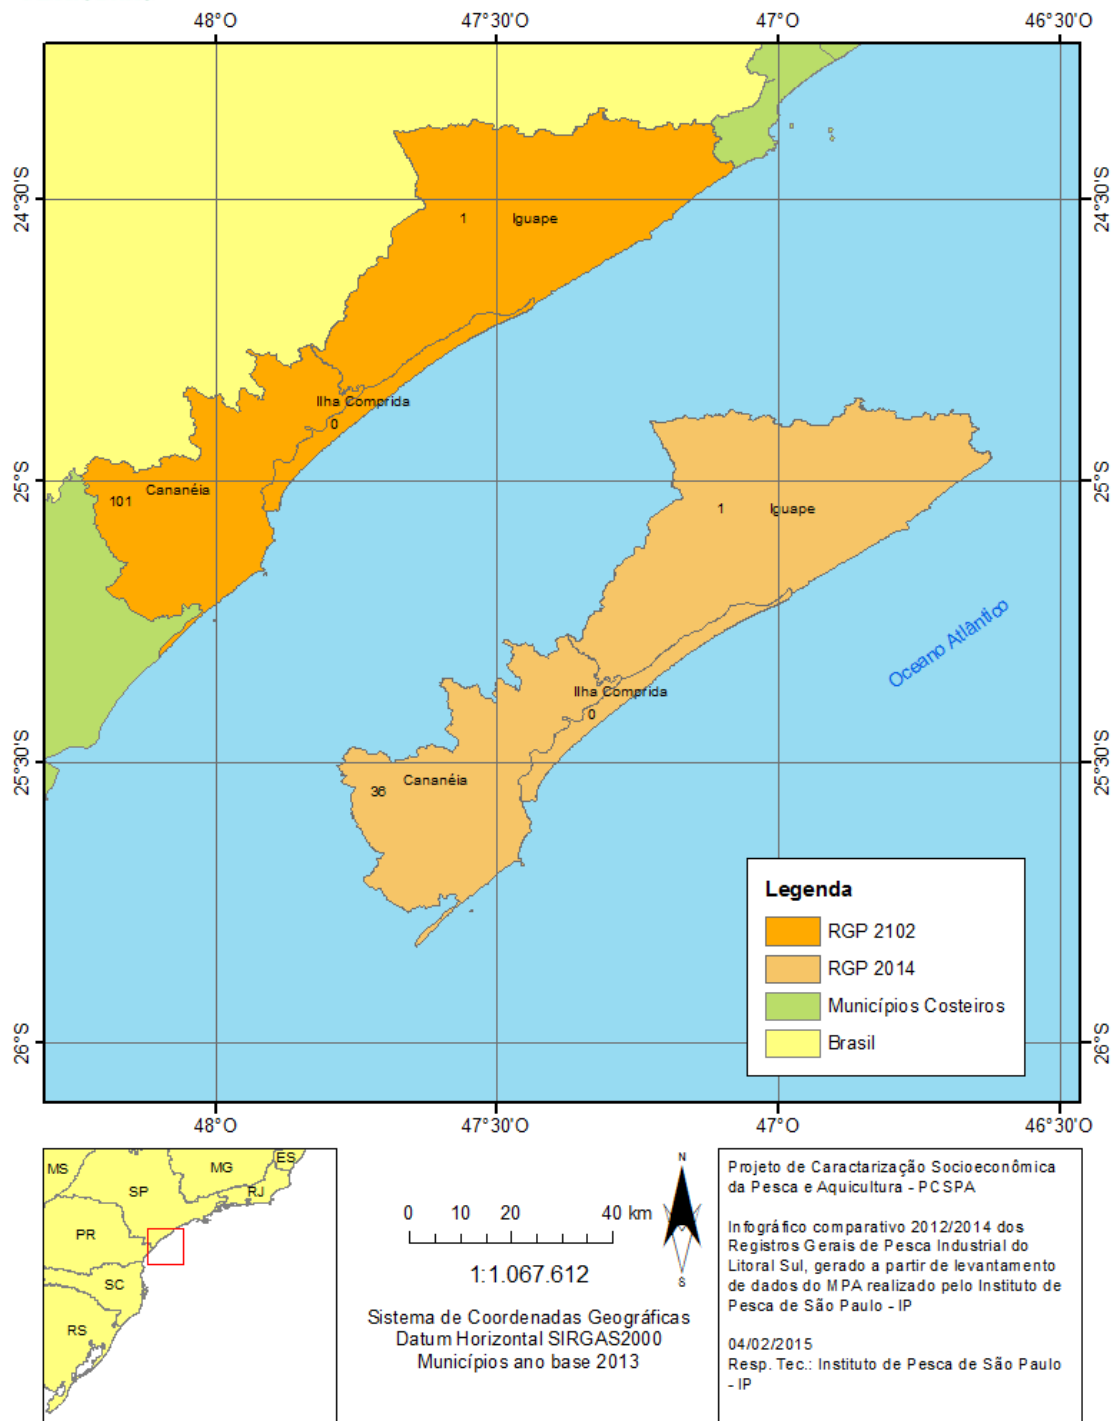 48°O
47°30'O
47°O
46°30'O
24°30'S
24°30'S
1
Iguape
Ilha Comprida
0
25°S
25°S
Cananéia
101
1
Iguape
Oceano Atlântico
Ilha Comprida
0
25°30'S
25°30'S
Cananéia
36
Legenda
RGP 2102
RGP 2014
Municípios Costeiros
Brasil
26°S
26°S
48°O
47°30'O
47°O
46°30'O
MS
MG
ES
SP
RJ
PR
SC
RS
N
0 10 20 40 km
S
1:1.067.612
Sistema de Coordenadas Geográficas
Datum Horizontal SIRGAS2000
Municípios ano base 2013
Projeto de Caractarização Socioeconômica
da Pesca e Aquicultura - PCSPA
Infográfico comparativo 2012/2014 dos
Registros Gerais de Pesca Industrial do
Litoral Sul, gerado a partir de levantamento
de dados do MPA realizado pelo Instituto de
Pesca de São Paulo - IP
04/02/2015
Resp. Tec.: Instituto de Pesca de São Paulo
- IP